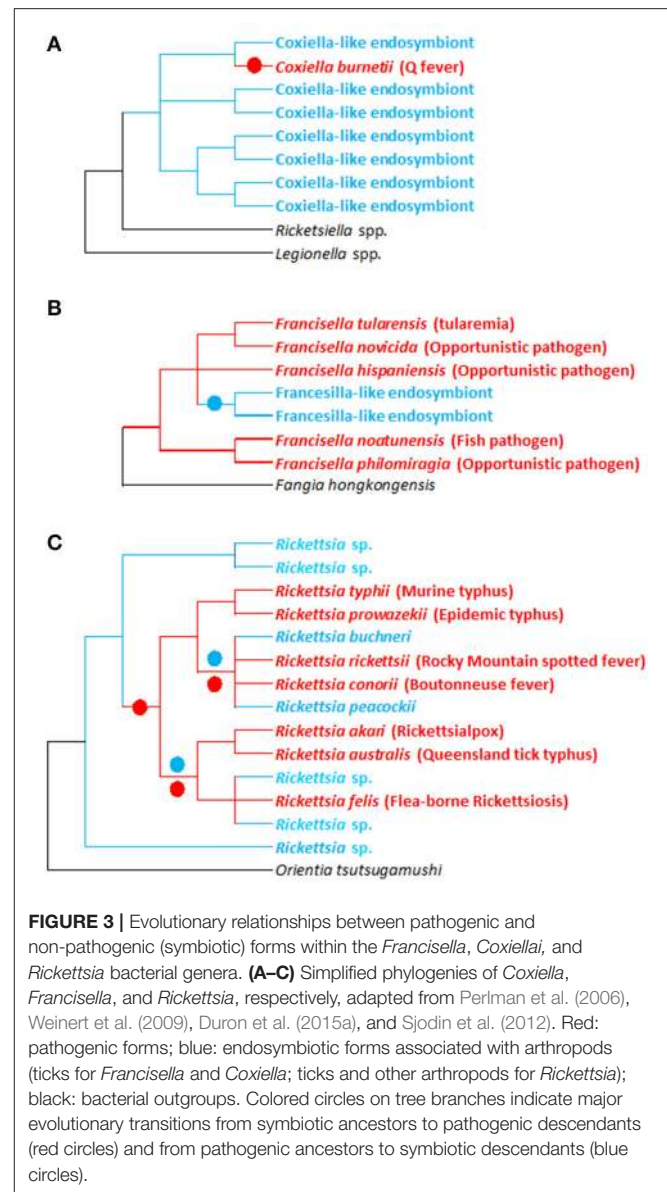 A
Coxiella-like endosymbiont
Coxiella burnetii (Q fever)
Coxiella-like endosymbiont
Coxiella-like endosymbiont
Coxiella-like endosymbiont
Coxiella-like endosymbiont
Coxiella-like endosymbiont
Coxiella-like endosymbiont
Ricketsiella spp.
Legionella spp.
B
Francisella tularensis (tularemia)
Francisella novicida (Opportunistic pathogen)
Francisella hispaniensis (Opportunistic pathogen)
Francesilla-like endosymbiont
Francesilla-like endosymbiont
Francisella noatunensis (Fish pathogen)
Francisella philomiragia (Opportunistic pathogen)
Fangia hongkongensis
C
Rickettsia sp.
Rickettsia sp.
Rickettsia typhii (Murine typhus)
Rickettsia prowazekii (Epidemic typhus)
Rickettsia buchneri
Rickettsia rickettsii (Rocky Mountain spotted fever)
Rickettsia conorii (Boutonneuse fever)
Rickettsia peacockii
Rickettsia akari (Rickettsialpox)
Rickettsia australis (Queensland tick typhus)
Rickettsia sp.
Rickettsia felis (Flea-borne Rickettsiosis)
Rickettsia sp.
Rickettsia sp.
Orientia tsutsugamushi
FIGURE 3 | Evolutionary relationships between pathogenic and
non-pathogenic (symbiotic) forms within the Francisella, Coxiellai, and
Rickettsia bacterial genera. (A–C) Simplified phylogenies of Coxiella,
Francisella, and Rickettsia, respectively, adapted from Perlman et al. (2006),
Weinert et al. (2009), Duron et al. (2015a), and Sjodin et al. (2012). Red:
pathogenic forms; blue: endosymbiotic forms associated with arthropods
(ticks for Francisella and Coxiella; ticks and other arthropods for Rickettsia);
black: bacterial outgroups. Colored circles on tree branches indicate major
evolutionary transitions from symbiotic ancestors to pathogenic descendants
(red circles) and from pathogenic ancestors to symbiotic descendants (blue
circles).